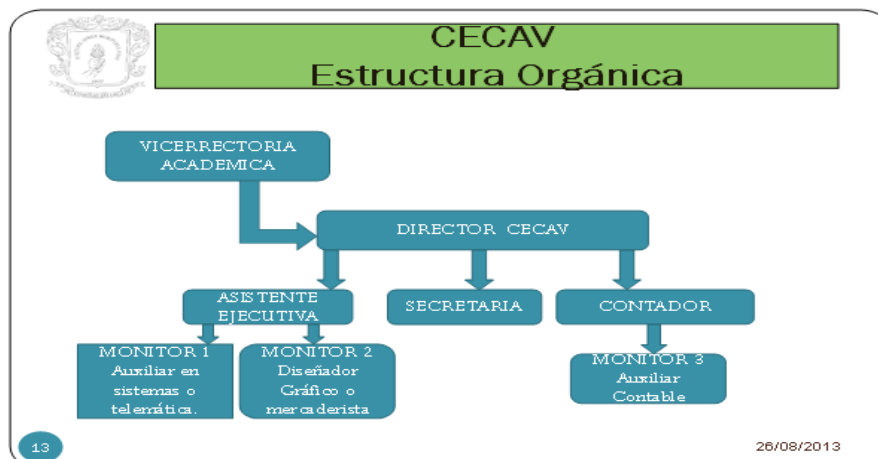 CECAV
Estructura Orgánica
VICERRECTORIA
ACADEMICA
DIRECTOR CECAV
ASISTENTE
EJECUTIVA
SECRETARIA
CONTADOR
MONITOR 1
Auxiliar en
sistemas o
telemática.
MONITOR 2
Diseñador
Gráfico o
mercaderista
MONITOR 3
Auxiliar
Contable
13
26/08/2013